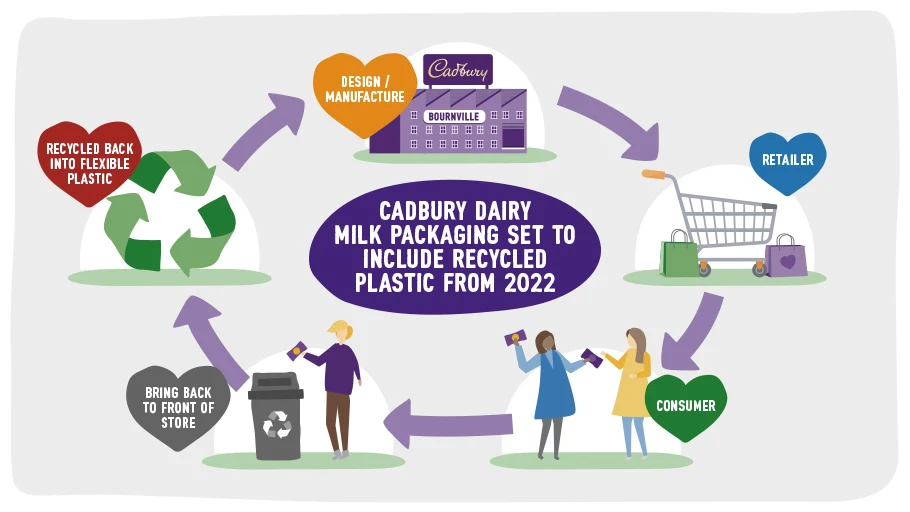 Cadbury
BOURNVILLE
DESIGN /
MANUFACTURE
RETAILER
CONSUMER
BRING BACK
TO FRONT OF
STORE
RECYCLED BACK
INTO FLEXIBLE
PLASTIC
CADBURY DAIRY
MILK PACKAGING SET TO
INCLUDE RECYCLED
PLASTIC FROM 2022